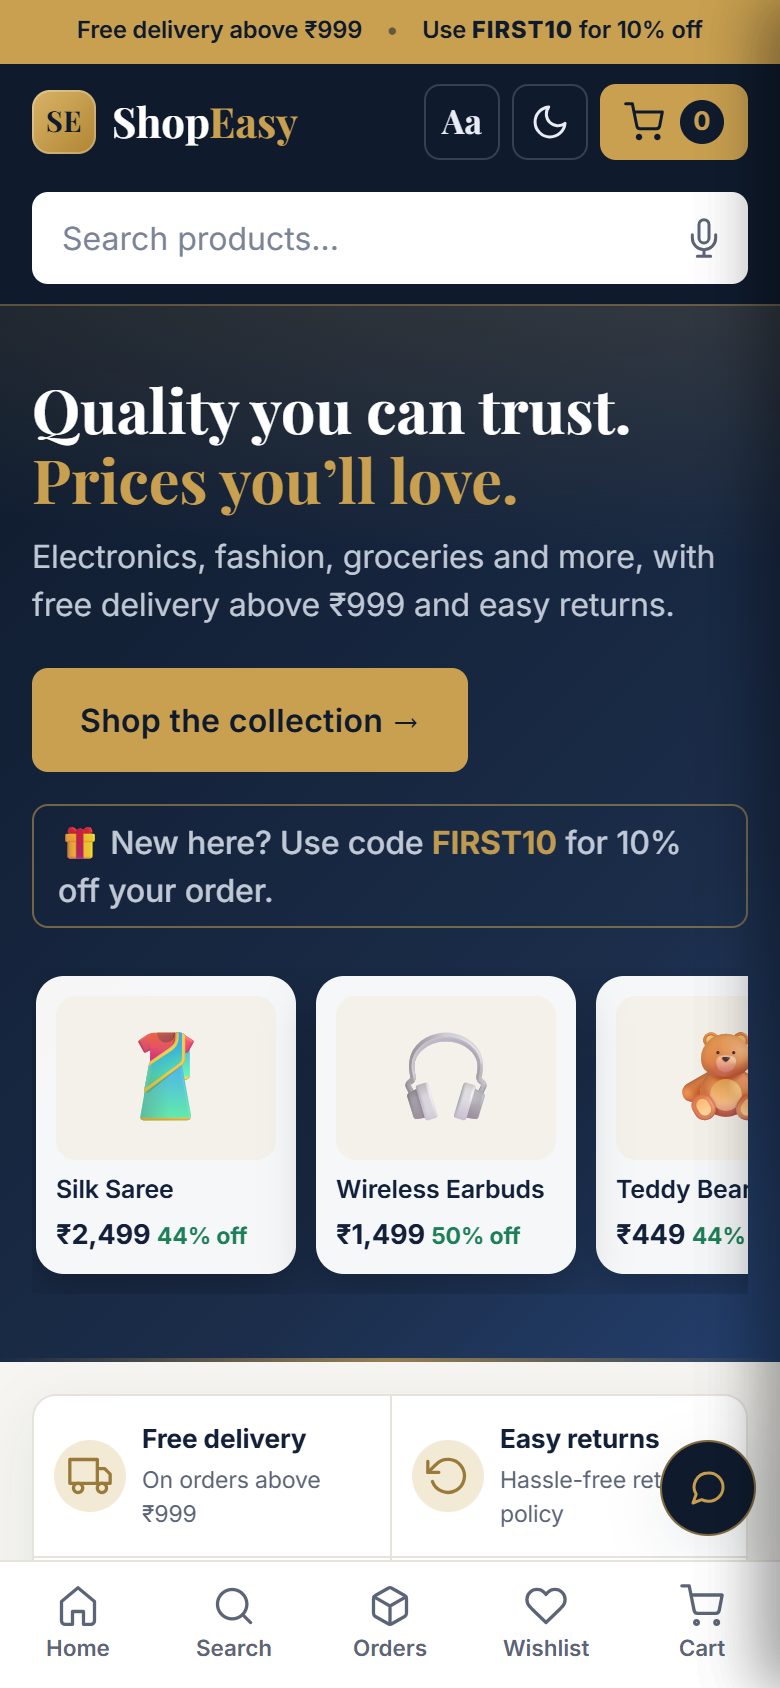 Free delivery above ₹999 • Use FIRST10 for 10% off
SE ShopEasy Aa 0
Search products...
Quality you can trust.
Prices you’ll love.
Electronics, fashion, groceries and more, with
free delivery above ₹999 and easy returns.
Shop the collection →
New here? Use code FIRST10 for 10%
off your order.
Silk Saree
₹2,499 44% off
Wireless Earbuds
₹1,499 50% off
Teddy Bear
₹449 44%
Free delivery
On orders above
₹999
Easy returns
Hassle-free ret
policy
Home Search Orders Wishlist Cart